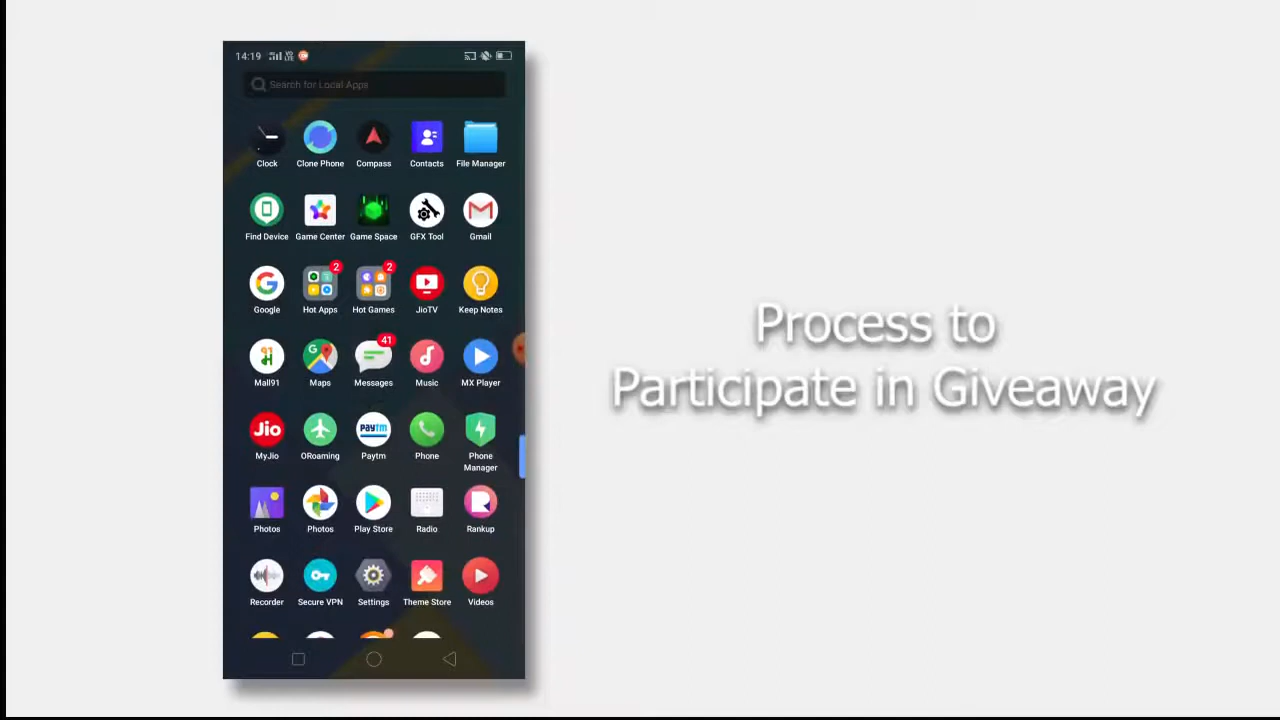 14:19
Search for Local Apps
Clock Clone Phone Compass Contacts File Manager
Find Device Game Center Game Space GFX Tool Gmail
2 2
Google Hot Apps Hot Games JioTV Keep Notes
41
Mall91 Maps Messages Music MX Player
Jio paytm
MyJio ORoaming Paytm Phone Phone
Manager
Photos Photos Play Store Radio Rankup
Recorder Secure VPN Settings Theme Store Videos
Process to
Participate in Giveaway